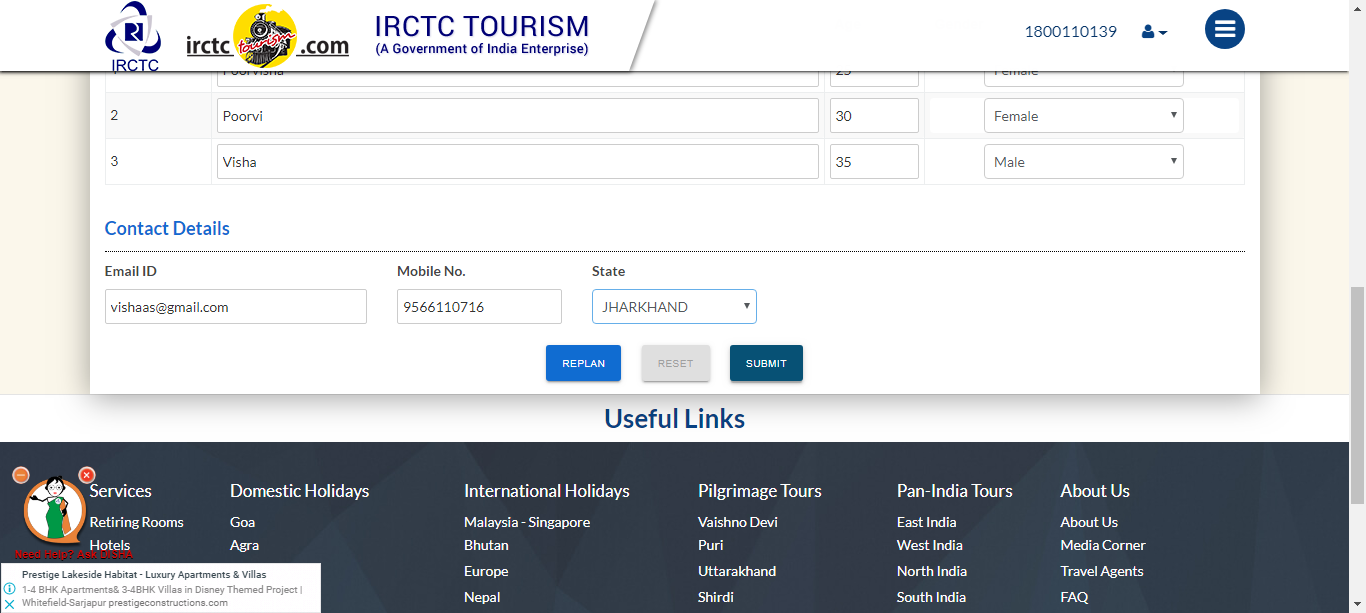 IRCTC
irctc tourism .com
IRCTC TOURISM
(A Government of India Enterprise)
1800110139
Poorvisha 25 Female
2 Poorvi 30 Female
3 Visha 35 Male
Contact Details
Email ID Mobile No. State
vishaas@gmail.com 9566110716 JHARKHAND
REPLAN RESET SUBMIT
Useful Links
Services Domestic Holidays International Holidays Pilgrimage Tours Pan-India Tours About Us
Retiring Rooms Goa Malaysia - Singapore Vaishno Devi East India About Us
Hotels Agra Bhutan Puri West India Media Corner
Need Help? Ask DISHA
Europe Uttarakhand North India Travel Agents
Nepal Shirdi South India FAQ
Prestige Lakeside Habitat - Luxury Apartments & Villas
1-4 BHK Apartments& 3-4BHK Villas in Disney Themed Project |
Whitefield-Sarjapur prestigeconstructions.com